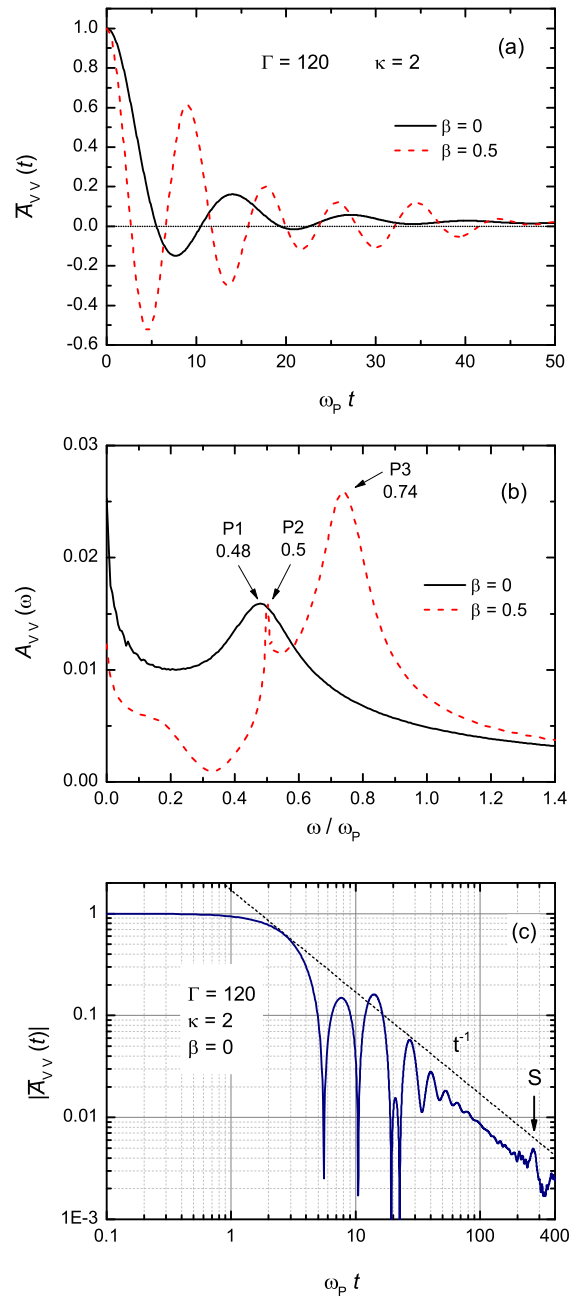 (a)
Γ = 120 κ = 2
β = 0
β = 0.5
A̅VV (t)
1.0
0.8
0.6
0.4
0.2
0.0
-0.2
-0.4
-0.6
0 10 20 30 40 50
ωP t
(b)
P3
0.74
P1 P2
0.48 0.5
β = 0
β = 0.5
AVV (ω)
0.03
0.02
0.01
0.00
0.0 0.2 0.4 0.6 0.8 1.0 1.2 1.4
ω / ωP
(c)
Γ = 120
κ = 2
β = 0
t-1
S
|A̅VV (t)|
1
0.1
0.01
1E-3
0.1 1 10 100 400
ωP t